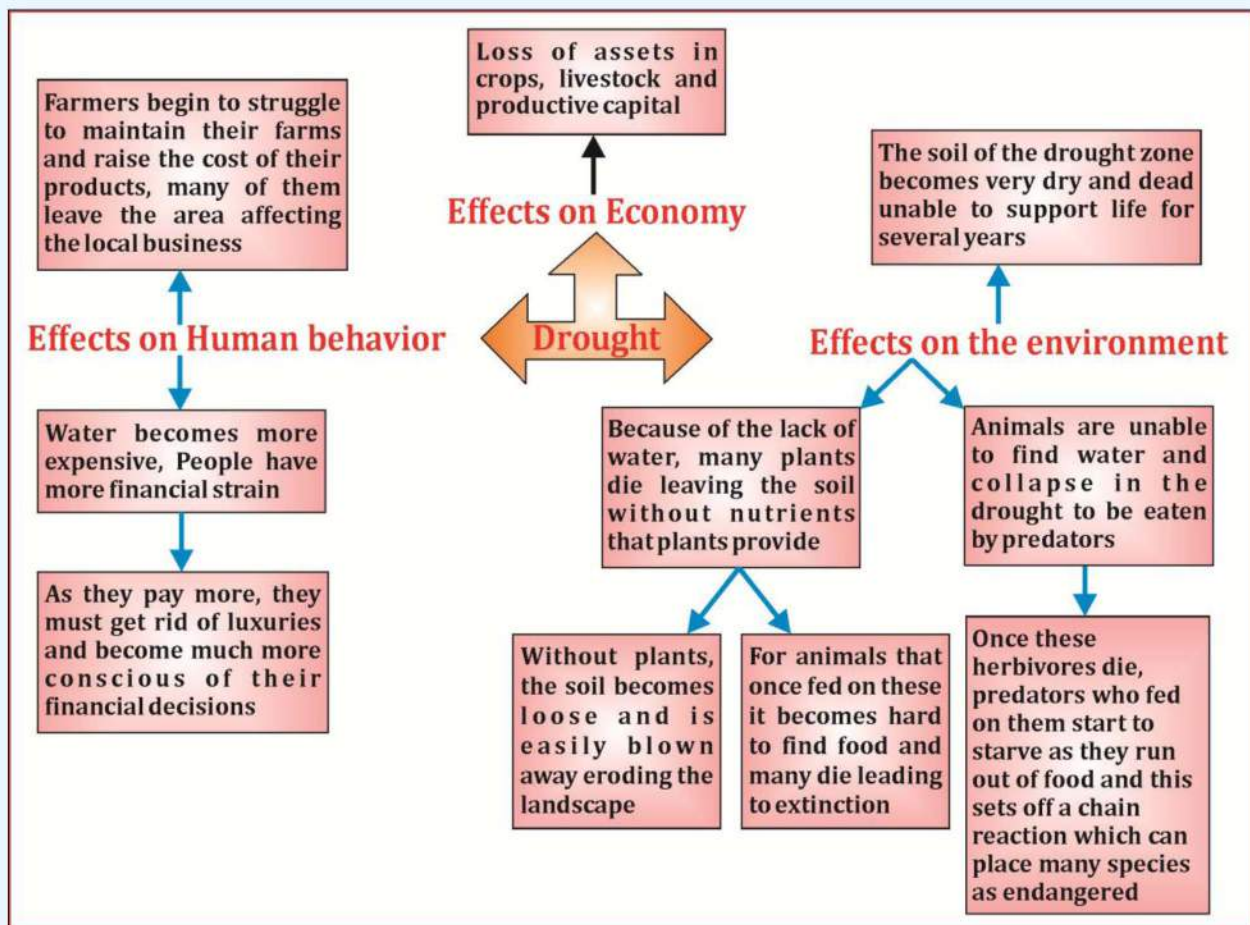 Loss of assets in
crops, livestock and
productive capital
Effects on Economy
Drought
Farmers begin to struggle
to maintain their farms
and raise the cost of their
products, many of them
leave the area affecting
the local business
Effects on Human behavior
Water becomes more
expensive, People have
more financial strain
As they pay more, they
must get rid of luxuries
and become much more
conscious of their
financial decisions
The soil of the drought zone
becomes very dry and dead
unable to support life for
several years
Effects on the environment
Because of the lack of
water, many plants
die leaving the soil
without nutrients
that plants provide
Without plants,
the soil becomes
loose and is
easily blown
away eroding the
landscape
For animals that
once fed on these
it becomes hard
to find food and
many die leading
to extinction
Animals are unable
to find water and
collapse in the
drought to be eaten
by predators
Once these
herbivores die,
predators who fed
on them start to
starve as they run
out of food and this
sets off a chain
reaction which can
place many species
as endangered